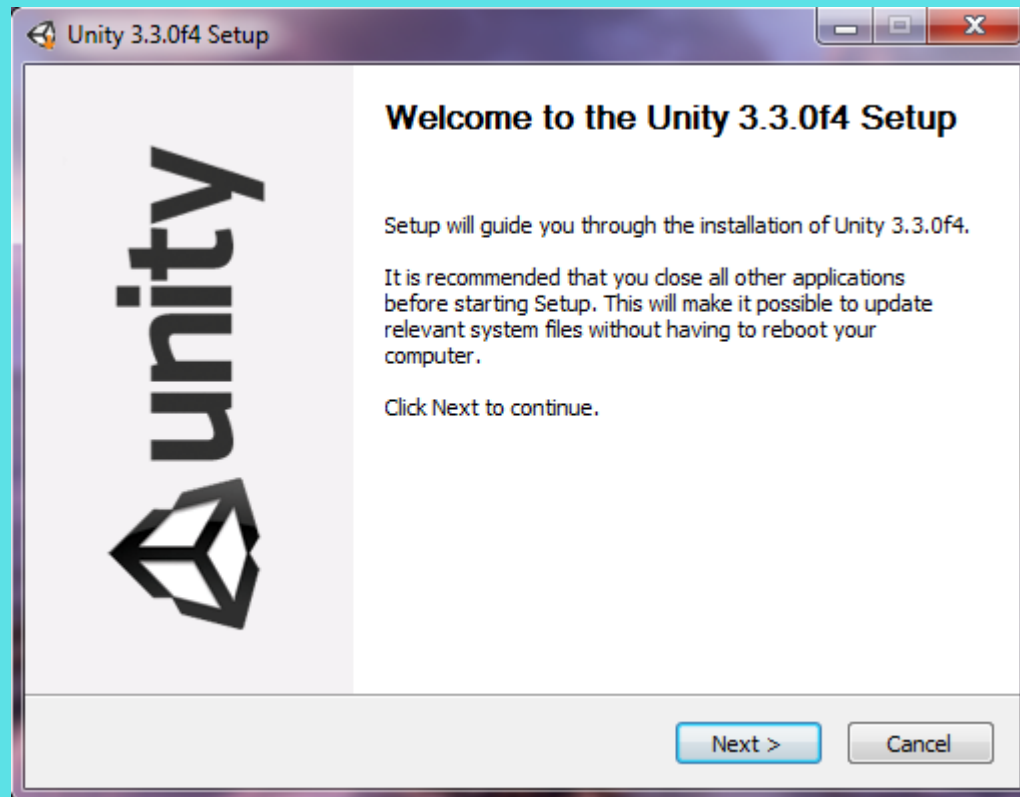 Unity 3.3.0f4 Setup
Welcome to the Unity 3.3.0f4 Setup
unity
Setup will guide you through the installation of Unity 3.3.0f4.
It is recommended that you close all other applications
before starting Setup. This will make it possible to update
relevant system files without having to reboot your
computer.
Click Next to continue.
Next >
Cancel